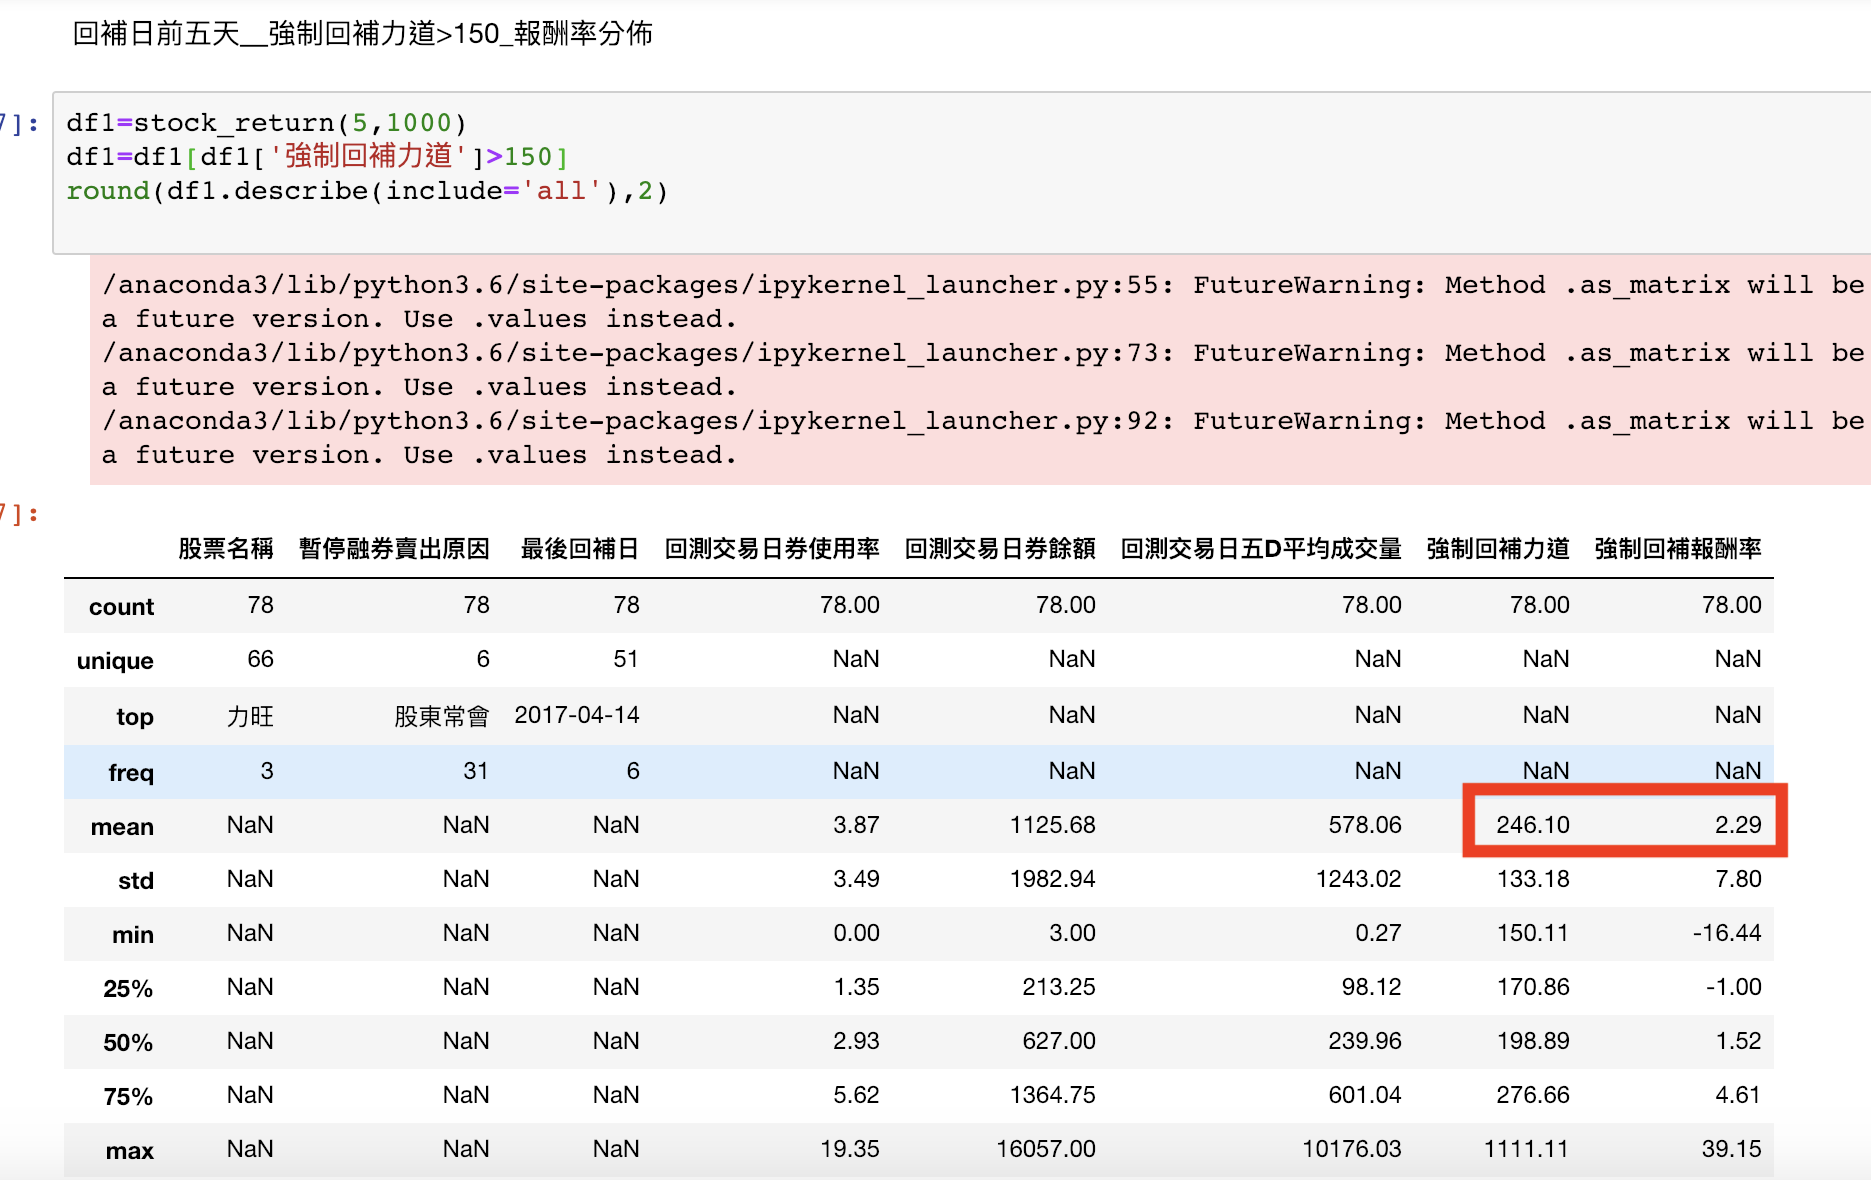 回補日前五天__強制回補力道>150_報酬率分佈
7]:
df1=stock_return(5,1000)
df1=df1[df1['強制回補力道']>150]
round(df1.describe(include='all'),2)
/anaconda3/lib/python3.6/site-packages/ipykernel_launcher.py:55: FutureWarning: Method .as_matrix will be
a future version. Use .values instead.
/anaconda3/lib/python3.6/site-packages/ipykernel_launcher.py:73: FutureWarning: Method .as_matrix will be
a future version. Use .values instead.
/anaconda3/lib/python3.6/site-packages/ipykernel_launcher.py:92: FutureWarning: Method .as_matrix will be
a future version. Use .values instead.
7]:
股票名稱 暫停融券賣出原因 最後回補日 回測交易日券使用率 回測交易日券餘額 回測交易日五D平均成交量 強制回補力道 強制回補報酬率
count 78 78 78 78.00 78.00 78.00 78.00 78.00
unique 66 6 51 NaN NaN NaN NaN NaN
top 力旺 股東常會 2017-04-14 NaN NaN NaN NaN NaN
freq 3 31 6 NaN NaN NaN NaN NaN
mean NaN NaN NaN 3.87 1125.68 578.06 246.10 2.29
std NaN NaN NaN 3.49 1982.94 1243.02 133.18 7.80
min NaN NaN NaN 0.00 3.00 0.27 150.11 -16.44
25% NaN NaN NaN 1.35 213.25 98.12 170.86 -1.00
50% NaN NaN NaN 2.93 627.00 239.96 198.89 1.52
75% NaN NaN NaN 5.62 1364.75 601.04 276.66 4.61
max NaN NaN NaN 19.35 16057.00 10176.03 1111.11 39.15